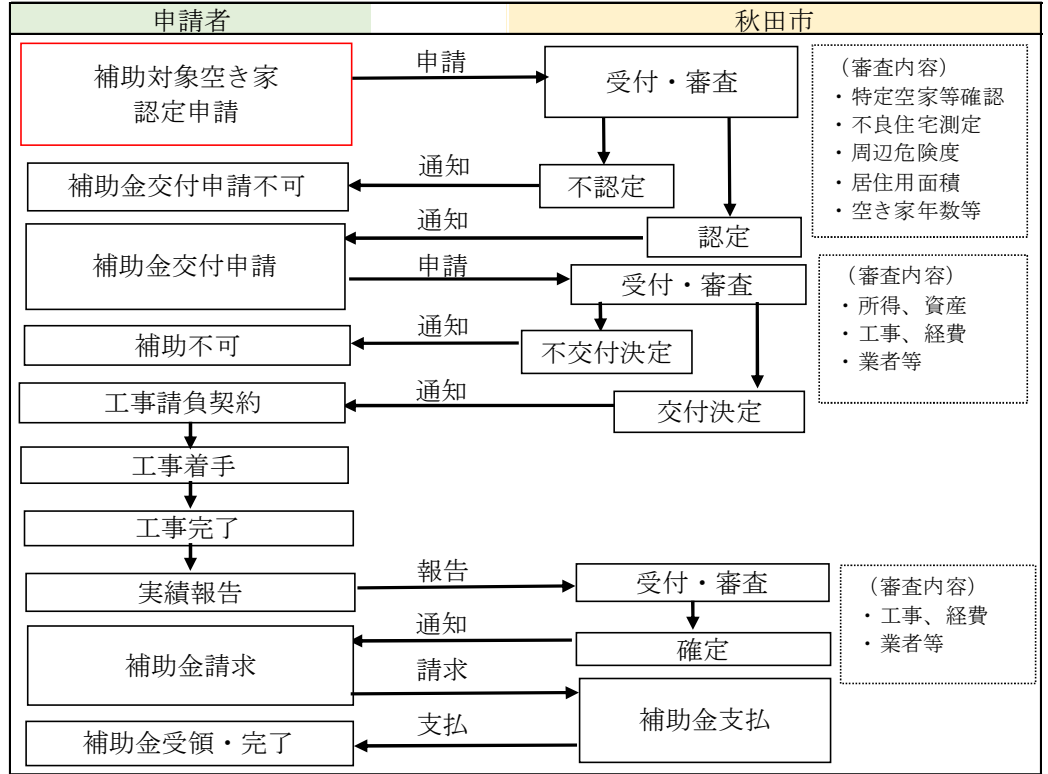 申請者
秋田市
補助対象空き家
認定申請
申請
受付・審査
（審査内容）
・特定空家等確認
・不良住宅測定
・周辺危険度
・居住用面積
・空き家年数等
補助金交付申請不可
通知
不認定
通知
認定
補助金交付申請
申請
受付・審査
（審査内容）
・所得、資産
・工事、経費
・業者等
補助不可
通知
不交付決定
工事請負契約
通知
交付決定
工事着手
工事完了
実績報告
報告
受付・審査
（審査内容）
・工事、経費
・業者等
通知
確定
補助金請求
請求
補助金支払
補助金受領・完了
支払